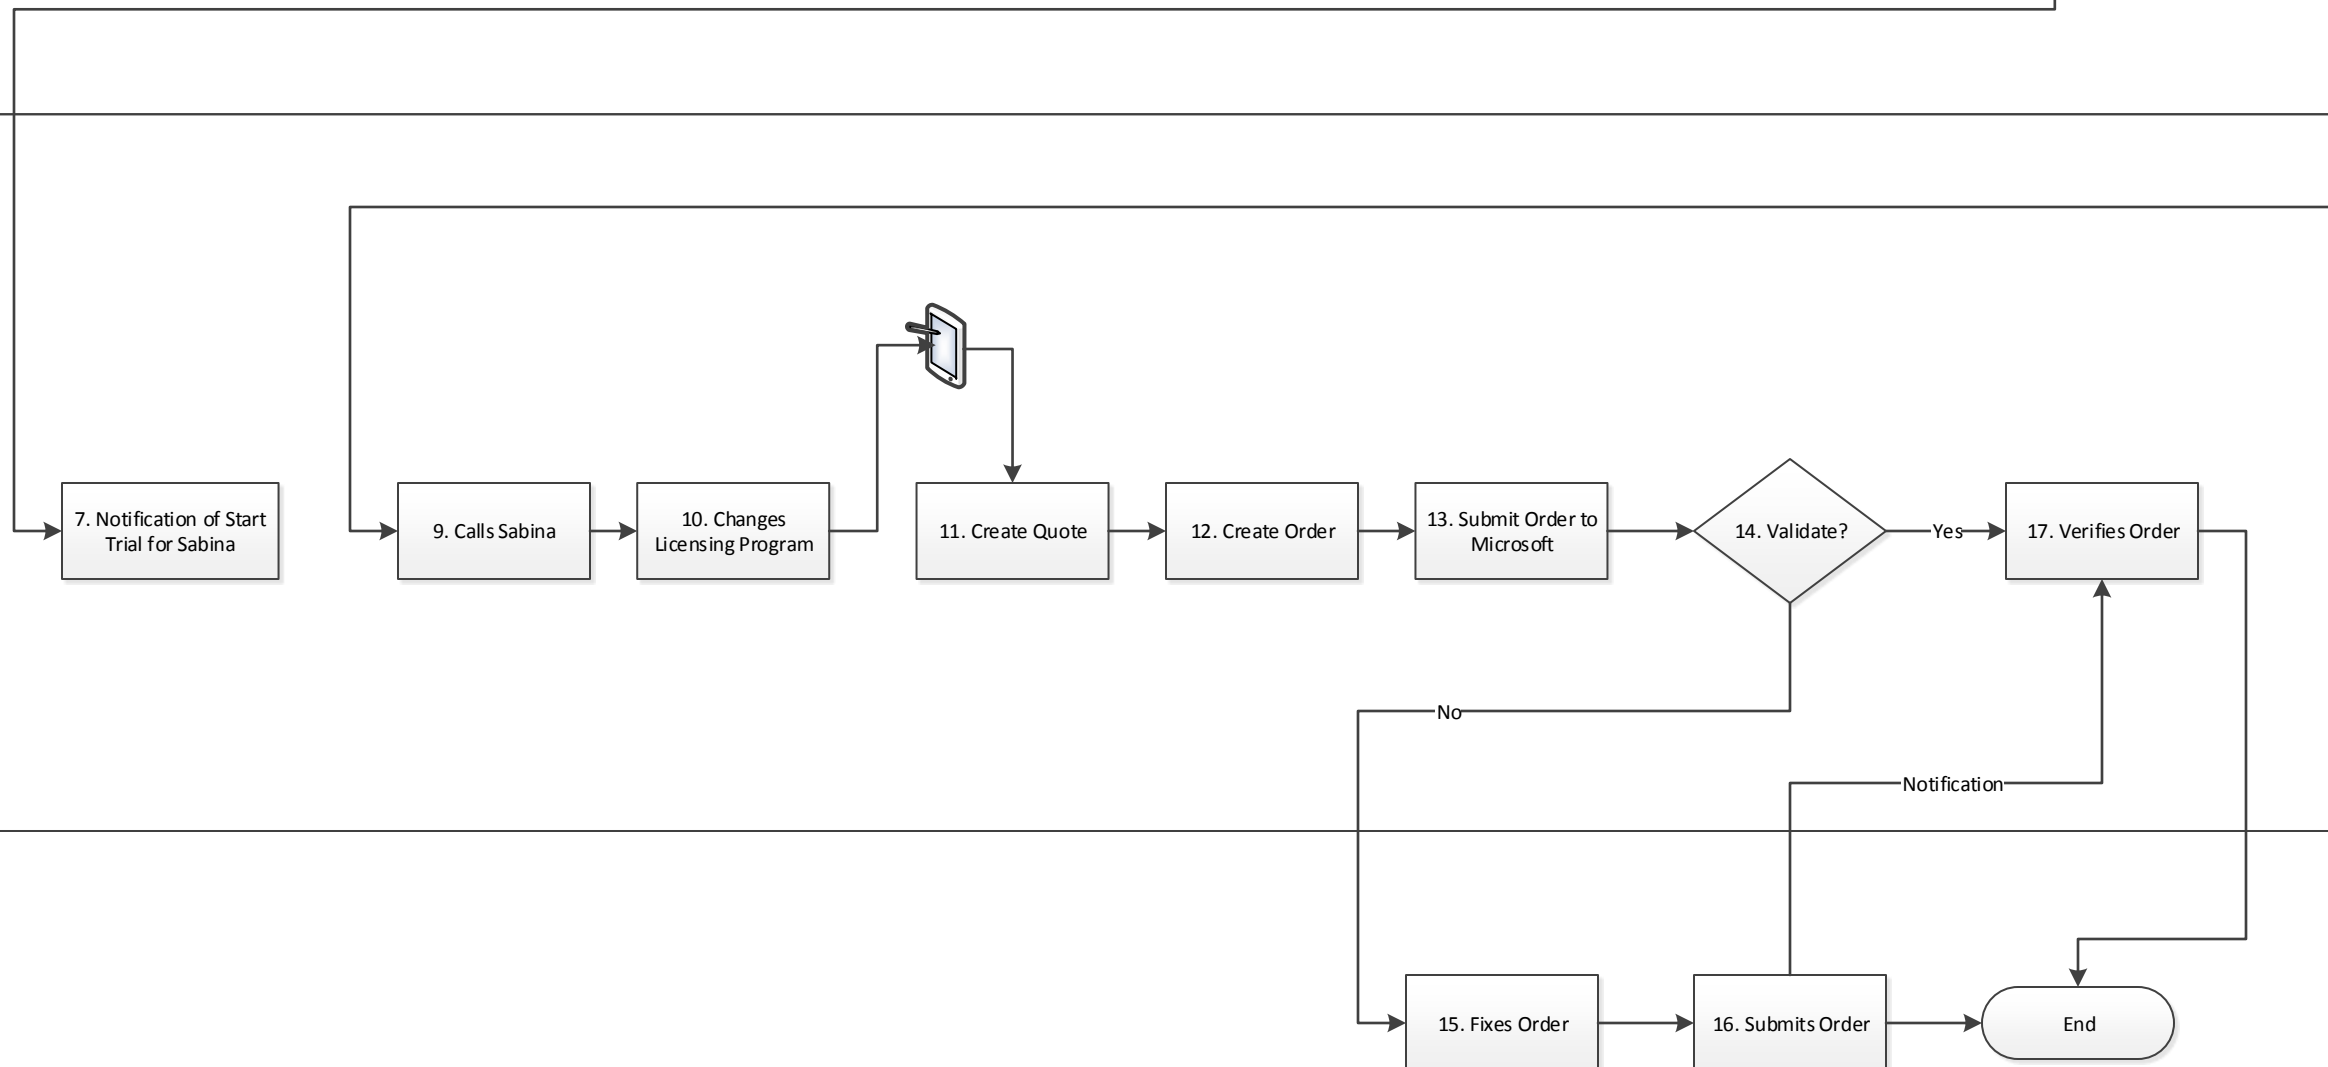 7. Notification of Start
Trial for Sabina
9. Calls Sabina
10. Changes
Licensing Program
11. Create Quote
12. Create Order
13. Submit Order to
Microsoft
14. Validate?
Yes
17. Verifies Order
No
Notification
15. Fixes Order
16. Submits Order
End